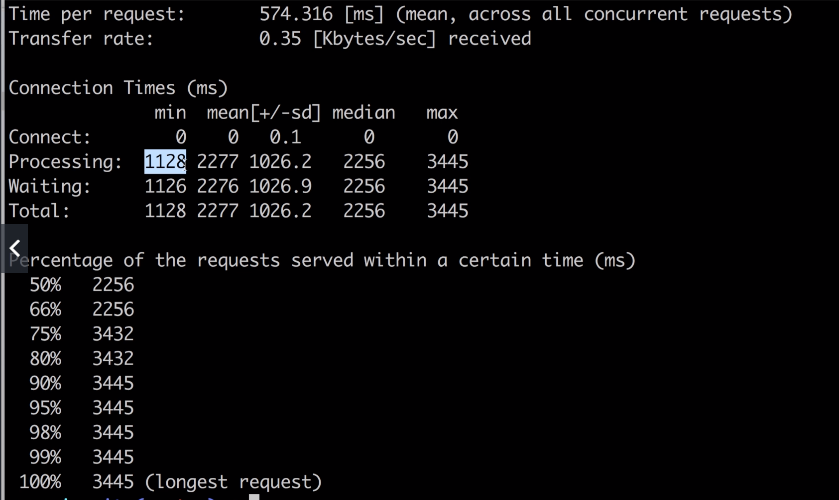 Time per request:       574.316 [ms] (mean, across all concurrent requests)
Transfer rate:          0.35 [Kbytes/sec] received
Connection Times (ms)
              min  mean[+/-sd] median   max
Connect:        0    0   0.1      0       0
Processing:  1128 2277 1026.2   2256    3445
Waiting:     1126 2276 1026.9   2256    3445
Total:       1128 2277 1026.2   2256    3445
Percentage of the requests served within a certain time (ms)
  50%   2256
  66%   2256
  75%   3432
  80%   3432
  90%   3445
  95%   3445
  98%   3445
  99%   3445
 100%   3445 (longest request)